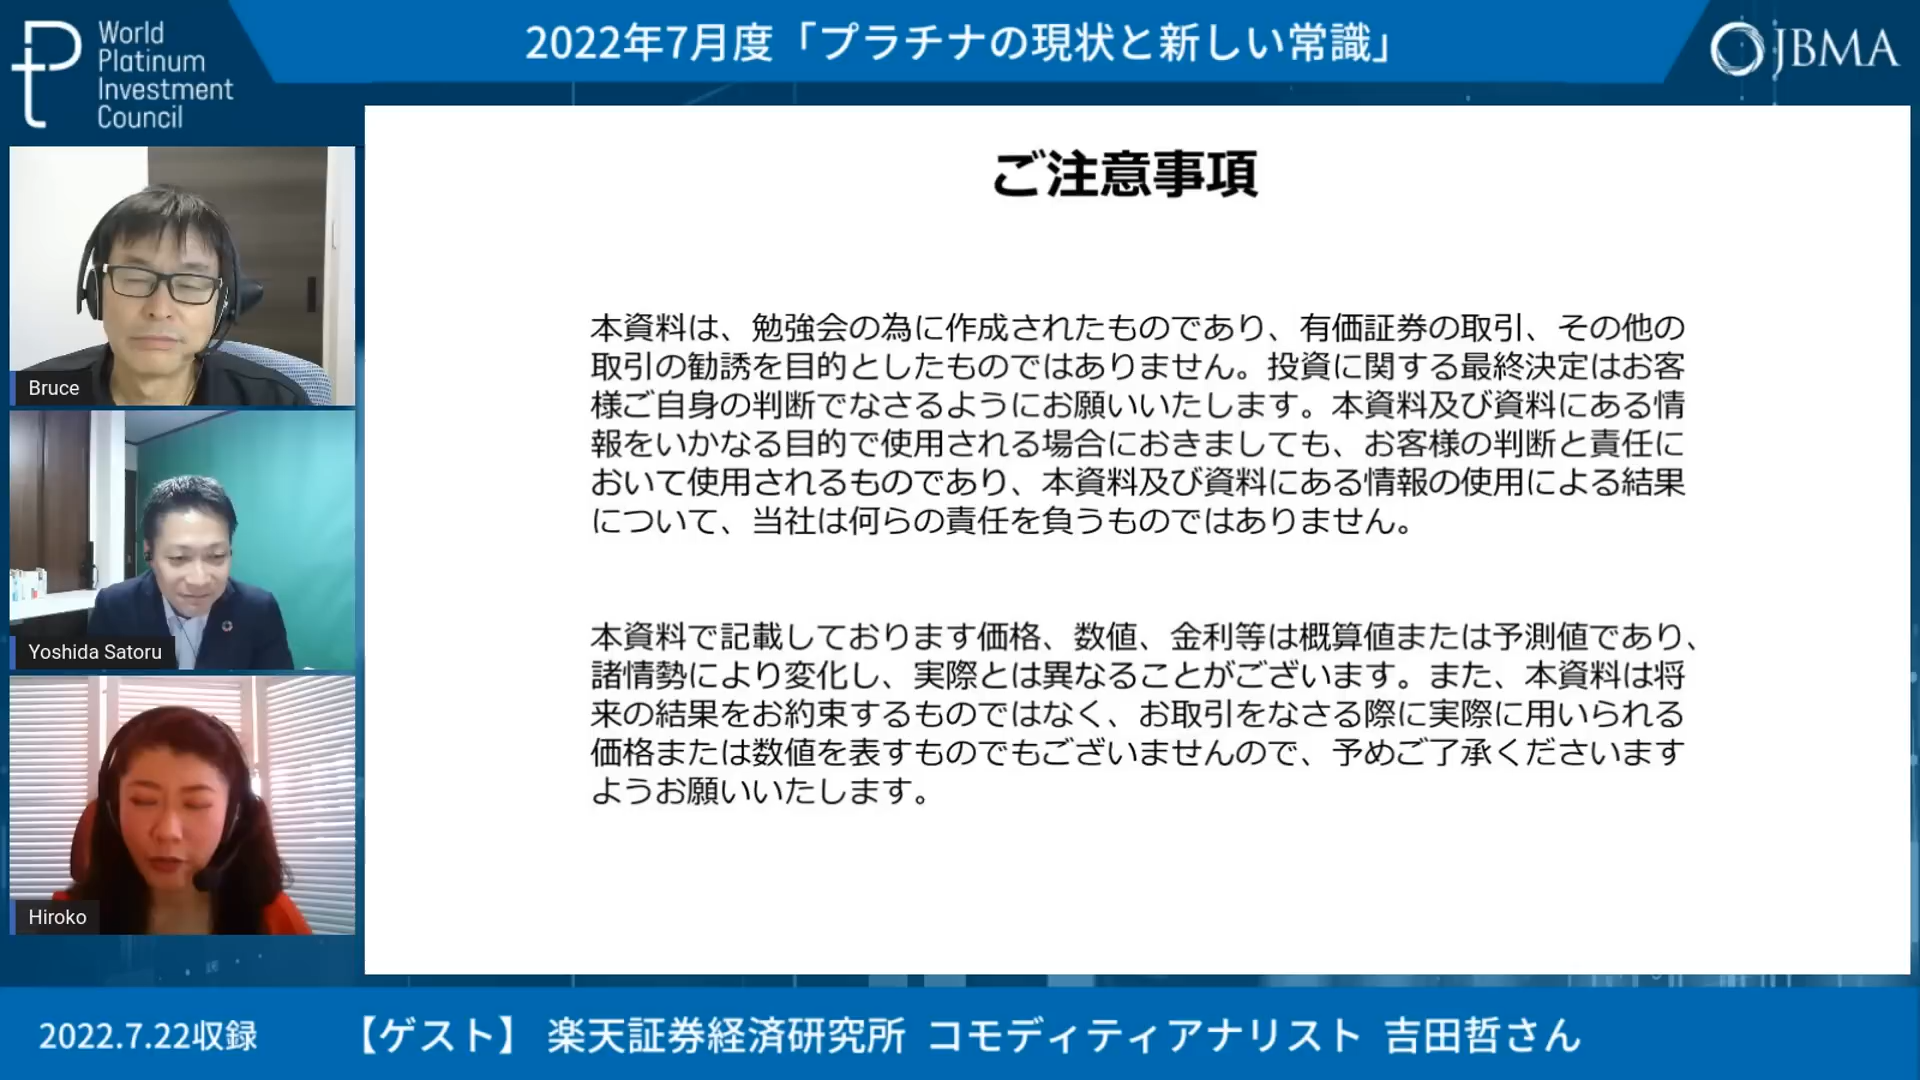 World
Platinum
Investment
Council
2022年7月度「プラチナの現状と新しい常識」
JBMA
Bruce
Yoshida Satoru
Hiroko
ご注意事項
本資料は、勉強会の為に作成されたものであり、有価証券の取引、その他の
取引の勧誘を目的としたものではありません。投資に関する最終決定はお客
様ご自身の判断でなさるようにお願いいたします。本資料及び資料にある情
報をいかなる目的で使用される場合におきましても、お客様の判断と責任に
おいて使用されるものであり、本資料及び資料にある情報の使用による結果
について、当社は何らの責任を負うものではありません。
本資料で記載しております価格、数値、金利等は概算値または予測値であり、
諸情勢により変化し、実際とは異なることがございます。また、本資料は将
来の結果をお約束するものではなく、お取引をなさる際に実際に用いられる
価格または数値を表すものでもございませんので、予めご了承くださいます
ようお願いいたします。
2022.7.22収録
【ゲスト】 楽天証券経済研究所 コモディティアナリスト 吉田哲さん